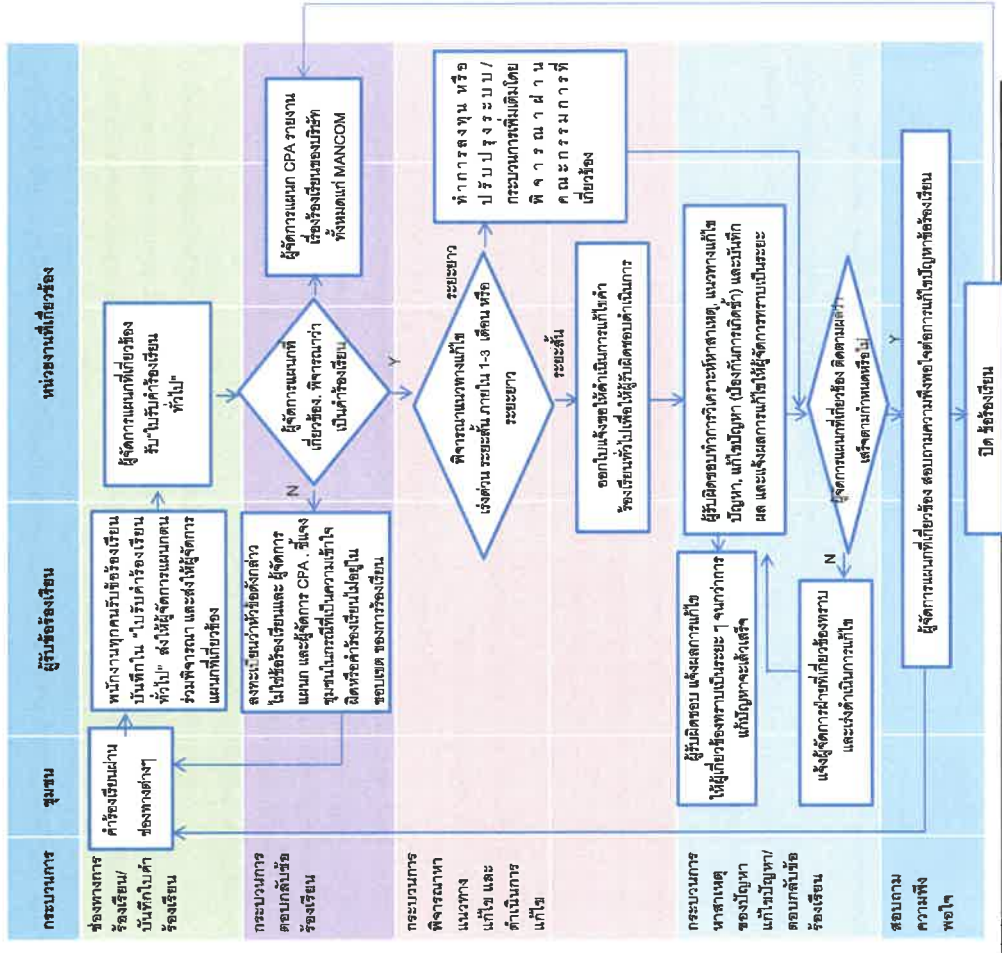 กระบวนการ
ชุมชน
ผู้รับข้อร้องเรียน
หน่วยงานที่เกี่ยวข้อง
ช่องทางการ
ร้องเรียน/
บันทึกใบคำ
ร้องเรียน
คำร้องเรียนผ่าน
ช่องทางต่างๆ
พนักงานทุกคนรับข้อร้องเรียน
บันทึกใน "ใบรับคำร้องเรียน
ทั่วไป" ส่งให้ผู้จัดการแผนกตน
ร่วมพิจารณา และส่งให้ผู้จัดการ
แผนกที่เกี่ยวข้อง
ผู้จัดการแผนกที่เกี่ยวข้อง
รับ"ใบรับคำร้องเรียน
ทั่วไป"
กระบวนการ
ตอบกลับข้อ
ร้องเรียน
ลงทะเบียนว่าหัวข้อดังกล่าว
ไม่ใช่ข้อร้องเรียนและ ผู้จัดการ
แผนก และผู้จัดการ CPA . ชี้แจง
ชุมชนในกรณีที่เป็นความเข้าใจ
ผิดหรือคำร้องเรียนไม่อยู่ใน
ขอบเขต ของการร้องเรียน
N
ผู้จัดการแผนกที่
เกี่ยวข้อง. พิจารณาว่า
เป็นคำร้องเรียน
Y
ผู้จัดการแผนก CPA รายงาน
เรื่องร้องเรียนของบริษัท
ทั้งหมดแก่ MANCOM
กระบวนการ
พิจารณาหา
แนวทาง
แก้ไข และ
ดำเนินการ
แก้ไข
พิจารณาแนวทางแก้ไข
เร่งด่วน ระยะสั้น ภายใน 1-3 เดือน หรือ
ระยะยาว
ระยะยาว
ระยะสั้น
ทำการลงทุน หรือ
ปรับปรุงระบบ/
กระบวนการเพิ่มเติมโดย
พิจารณาผ่าน
คณะกรรมการที่
เกี่ยวข้อง
ออกใบแจ้งขอให้ดำเนินการแก้ไขคำ
ร้องเรียนทั่วไปเพื่อให้ผู้รับผิดชอบดำเนินการ
กระบวนการ
หาสาเหตุ
ของปัญหา
แก้ไขปัญหา/
ตอบกลับข้อ
ร้องเรียน
ผู้รับผิดชอบ แจ้งผลการแก้ไข
ให้ผู้เกี่ยวข้องทราบเป็นระยะ ๆ จนกว่าการ
แก้ปัญหาจะแล้วเสร็จ
ผู้รับผิดชอบทำการวิเคราะห์หาสาเหตุ, แนวทางแก้ไข
ปัญหา, แก้ไขปัญหา (ป้องกันการเกิดซ้ำ) และบันทึก
ผล และแจ้งผลการแก้ไขให้ผู้จัดการทราบเป็นระยะ
แจ้งผู้จัดการฝ่ายที่เกี่ยวข้องทราบ
และเร่งดำเนินการแก้ไข
N
ผู้จัดการแผนกที่เกี่ยวข้อง ติดตามผลว่า
เสร็จตามกำหนดหรือไม่
Y
สอบถาม
ความพึง
พอใจ
ผู้จัดการแผนกที่เกี่ยวข้อง สอบถามความพึงพอใจต่อการแก้ไขปัญหาข้อร้องเรียน
ปิด ข้อร้องเรียน